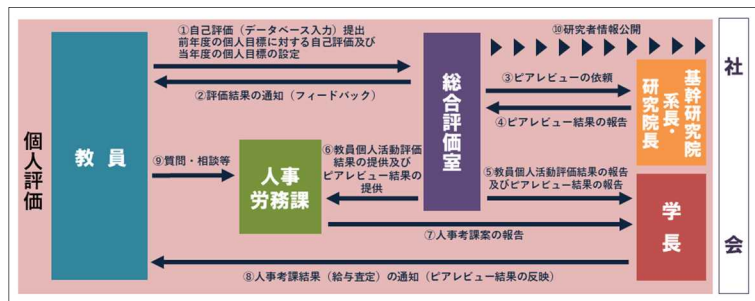 個人評価
教員
①自己評価（データベース入力）提出
前年度の個人目標に対する自己評価及び
当年度の個人目標の設定
②評価結果の通知（フィードバック）
総合評価室
⑩研究者情報公開
③ピアレビューの依頼
④ピアレビュー結果の報告
基幹研究院
系長・
研究院長
社会
⑨質問・相談等
人事
労務課
⑥教員個人活動評価
結果の提供及び
ピアレビュー結果の
提供
⑤教員個人活動評価結果の報告
及びピアレビュー結果の報告
学長
⑦人事考課案の報告
⑧人事考課結果（給与査定）の通知（ピアレビュー結果の反映）